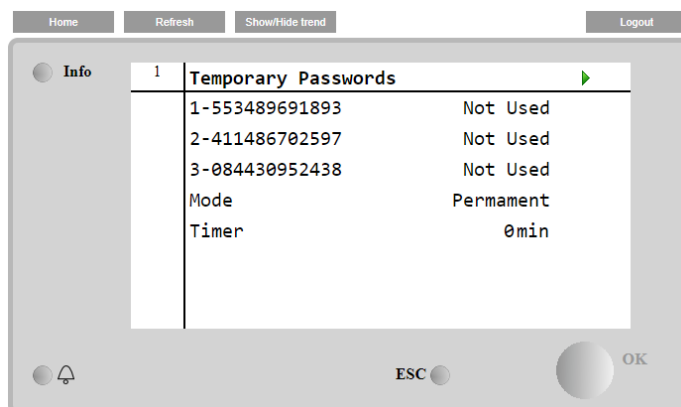 Home Refresh Show/Hide trend Logout
Info
1 Temporary Passwords
1-553489691893 Not Used
2-411486702597 Not Used
3-084430952438 Not Used
Mode Permament
Timer 0min
ESC OK